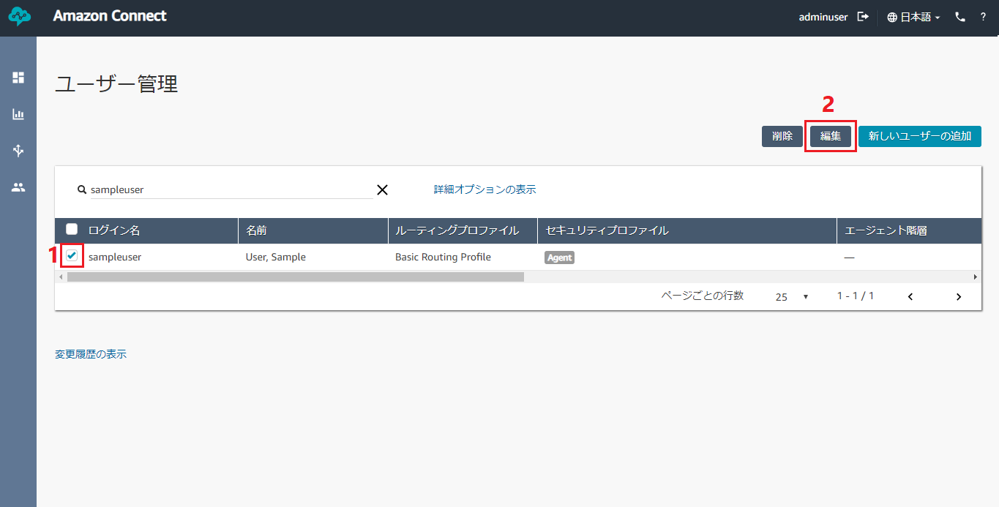 Amazon Connect
adminuser 日本語 ?
ユーザー管理
2
削除 編集 新しいユーザーの追加
sampleuser 詳細オプションの表示
ログイン名 名前 ルーティングプロファイル セキュリティプロファイル エージェント階層
1 sampleuser User, Sample Basic Routing Profile Agent —
ページごとの行数 25 1 - 1 / 1
変更履歴の表示